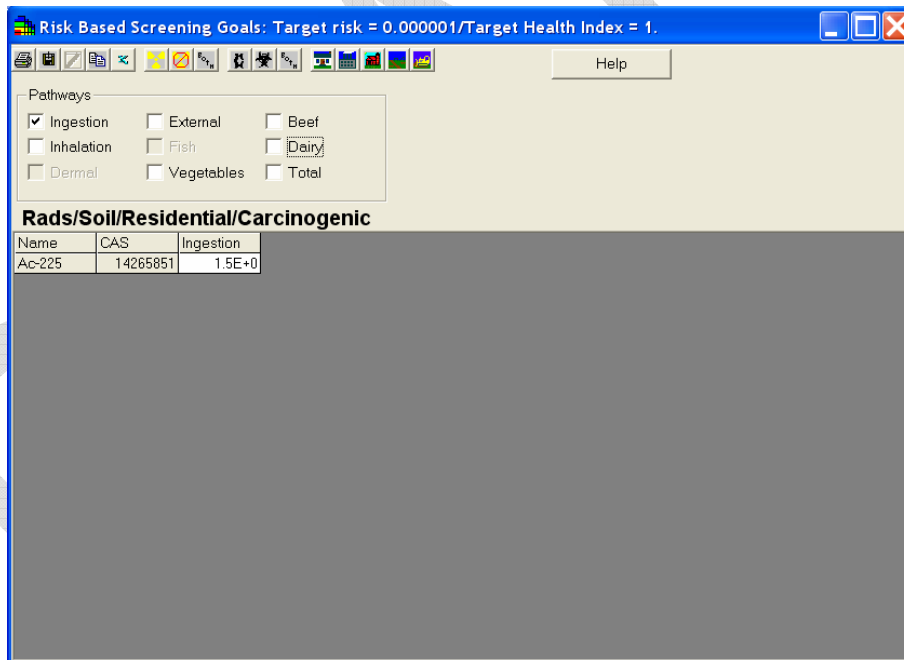 Risk Based Screening Goals: Target risk = 0.000001/Target Health Index = 1.
Help
Pathways
Ingestion External Beef
Inhalation Fish Dairy
Dermal Vegetables Total
Rads/Soil/Residential/Carcinogenic
Name CAS Ingestion
Ac-225 14265851 1.5E+0